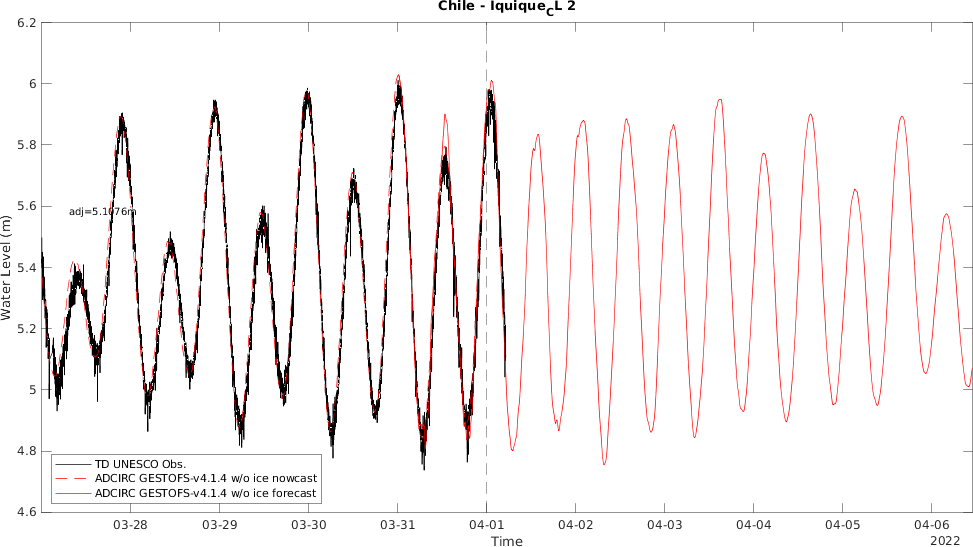 Chile - Iquique_CL 2
6.2
6
5.8
5.6
5.4
5.2
5
4.8
4.6
Water Level (m)
adj=5.1076m
TD UNESCO Obs.
ADCIRC GESTOFS-v4.1.4 w/o ice nowcast
ADCIRC GESTOFS-v4.1.4 w/o ice forecast
03-28 03-29 03-30 03-31 04-01 04-02 04-03 04-04 04-05 04-06
Time
2022